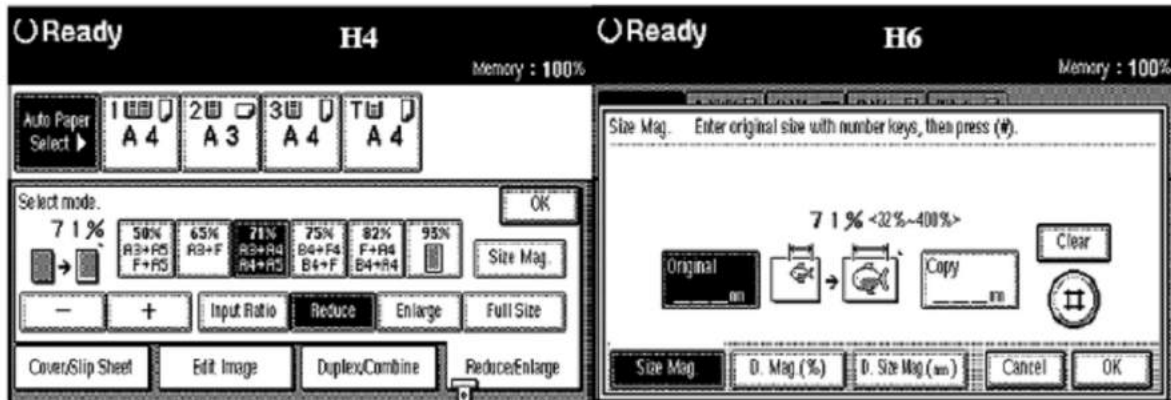 Ready
H4
Memory : 100%
Auto Paper Select
1 A4
2 A3
3 A4
T A4
Select mode.
OK
71%
50% A3→A5 F→A5
65% A3→F
71% A3→A4 A4→A5
75% B4→F4 B4→F
82% F→A4 B4→A4
93%
Size Mag.
− + Input Ratio Reduce Enlarge Full Size
Cover/Slip Sheet Edit Image Duplex/Combine Reduce/Enlarge
Ready
H6
Memory : 100%
Size Mag. Enter original size with number keys, then press (#).
71% <32%~400%>
Clear
Original
____mm
Copy
____mm
#
Size Mag. D. Mag.(%) D. Size Mag.(mm) Cancel OK